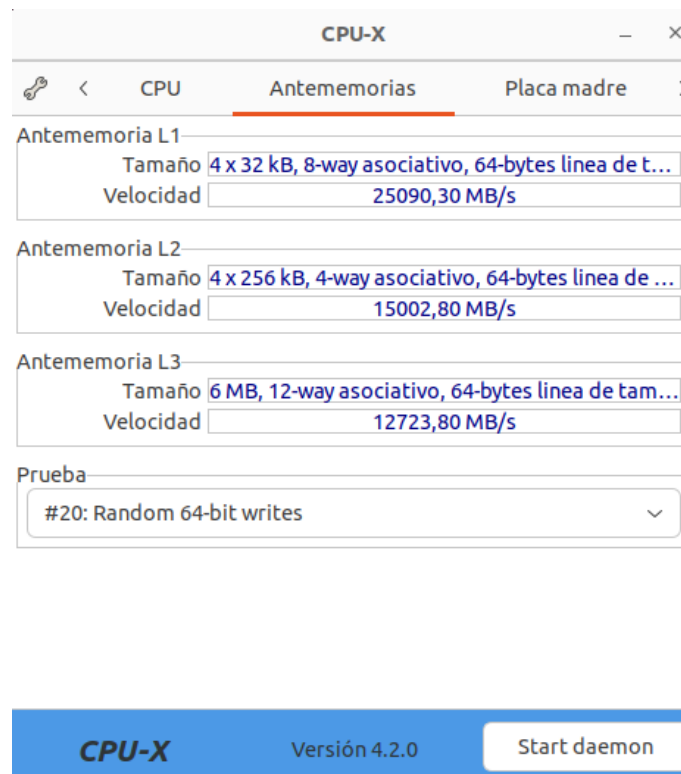 CPU-X
CPU Antememorias Placa madre
Antememoria L1
Tamaño 4 x 32 kB, 8-way asociativo, 64-bytes linea de t...
Velocidad 25090,30 MB/s
Antememoria L2
Tamaño 4 x 256 kB, 4-way asociativo, 64-bytes linea de ...
Velocidad 15002,80 MB/s
Antememoria L3
Tamaño 6 MB, 12-way asociativo, 64-bytes linea de tam...
Velocidad 12723,80 MB/s
Prueba
#20: Random 64-bit writes
CPU-X Versión 4.2.0 Start daemon